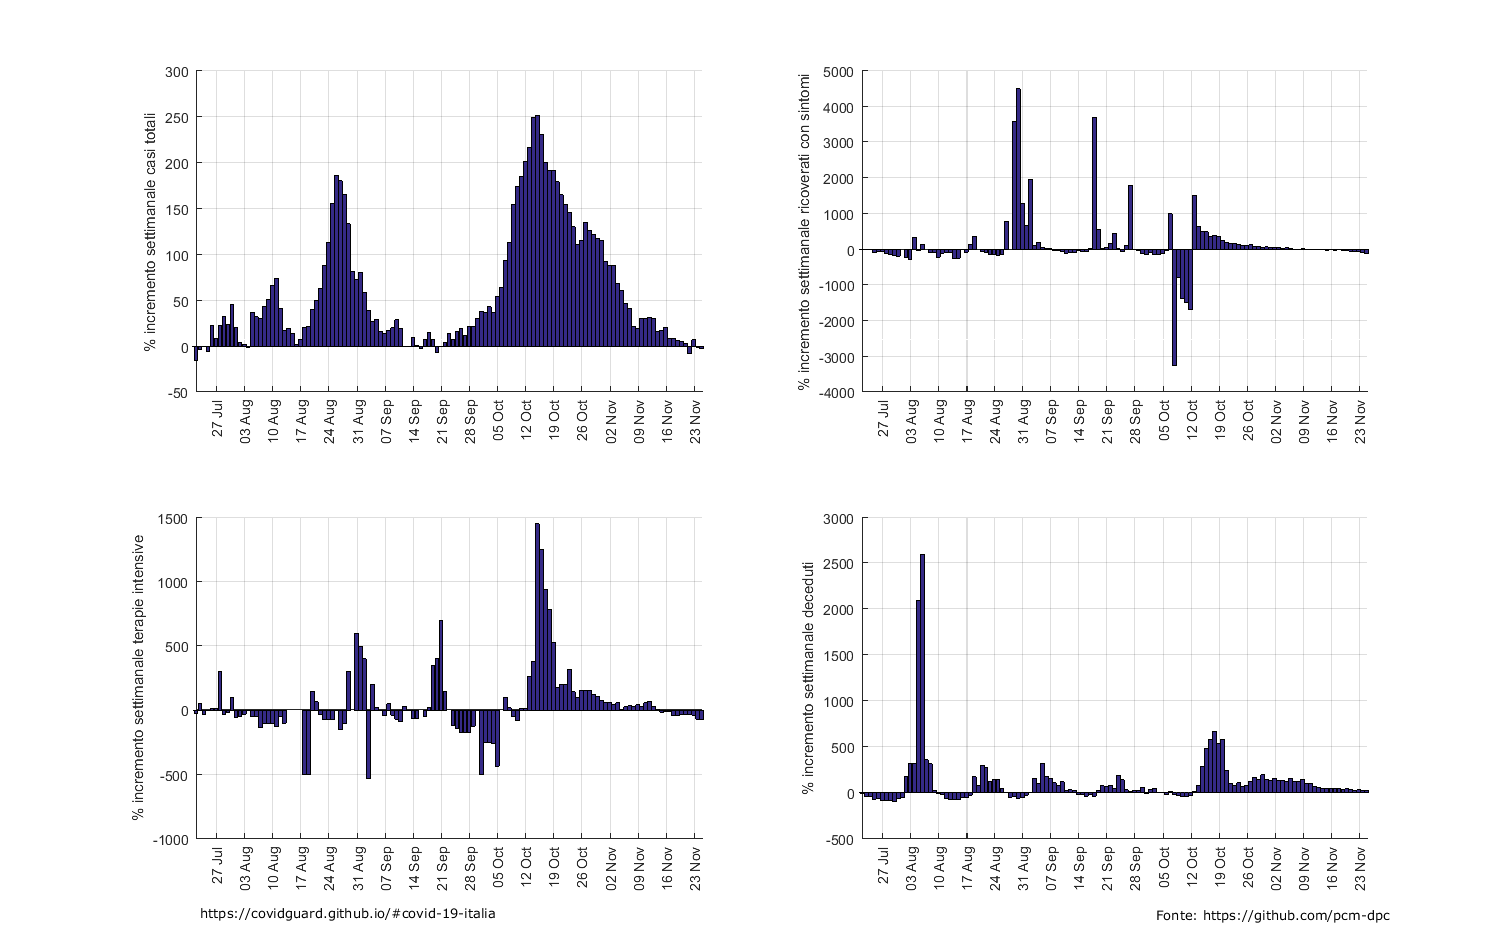 % incremento settimanale casi totali
300
250
200
150
100
50
0
-50
27 Jul
03 Aug
10 Aug
17 Aug
24 Aug
31 Aug
07 Sep
14 Sep
21 Sep
28 Sep
05 Oct
12 Oct
19 Oct
26 Oct
02 Nov
09 Nov
16 Nov
23 Nov
% incremento settimanale ricoverati con sintomi
5000
4000
3000
2000
1000
0
-1000
-2000
-3000
-4000
27 Jul
03 Aug
10 Aug
17 Aug
24 Aug
31 Aug
07 Sep
14 Sep
21 Sep
28 Sep
05 Oct
12 Oct
19 Oct
26 Oct
02 Nov
09 Nov
16 Nov
23 Nov
% incremento settimanale terapie intensive
1500
1000
500
0
-500
-1000
27 Jul
03 Aug
10 Aug
17 Aug
24 Aug
31 Aug
07 Sep
14 Sep
21 Sep
28 Sep
05 Oct
12 Oct
19 Oct
26 Oct
02 Nov
09 Nov
16 Nov
23 Nov
% incremento settimanale deceduti
3000
2500
2000
1500
1000
500
0
-500
27 Jul
03 Aug
10 Aug
17 Aug
24 Aug
31 Aug
07 Sep
14 Sep
21 Sep
28 Sep
05 Oct
12 Oct
19 Oct
26 Oct
02 Nov
09 Nov
16 Nov
23 Nov
https://covidguard.github.io/#covid-19-italia
Fonte: https://github.com/pcm-dpc